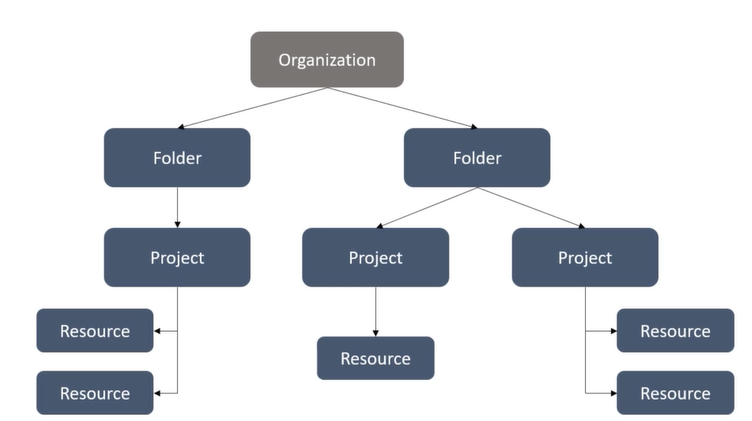 Organization
Folder
Folder
Project
Project
Project
Resource
Resource
Resource
Resource
Resource